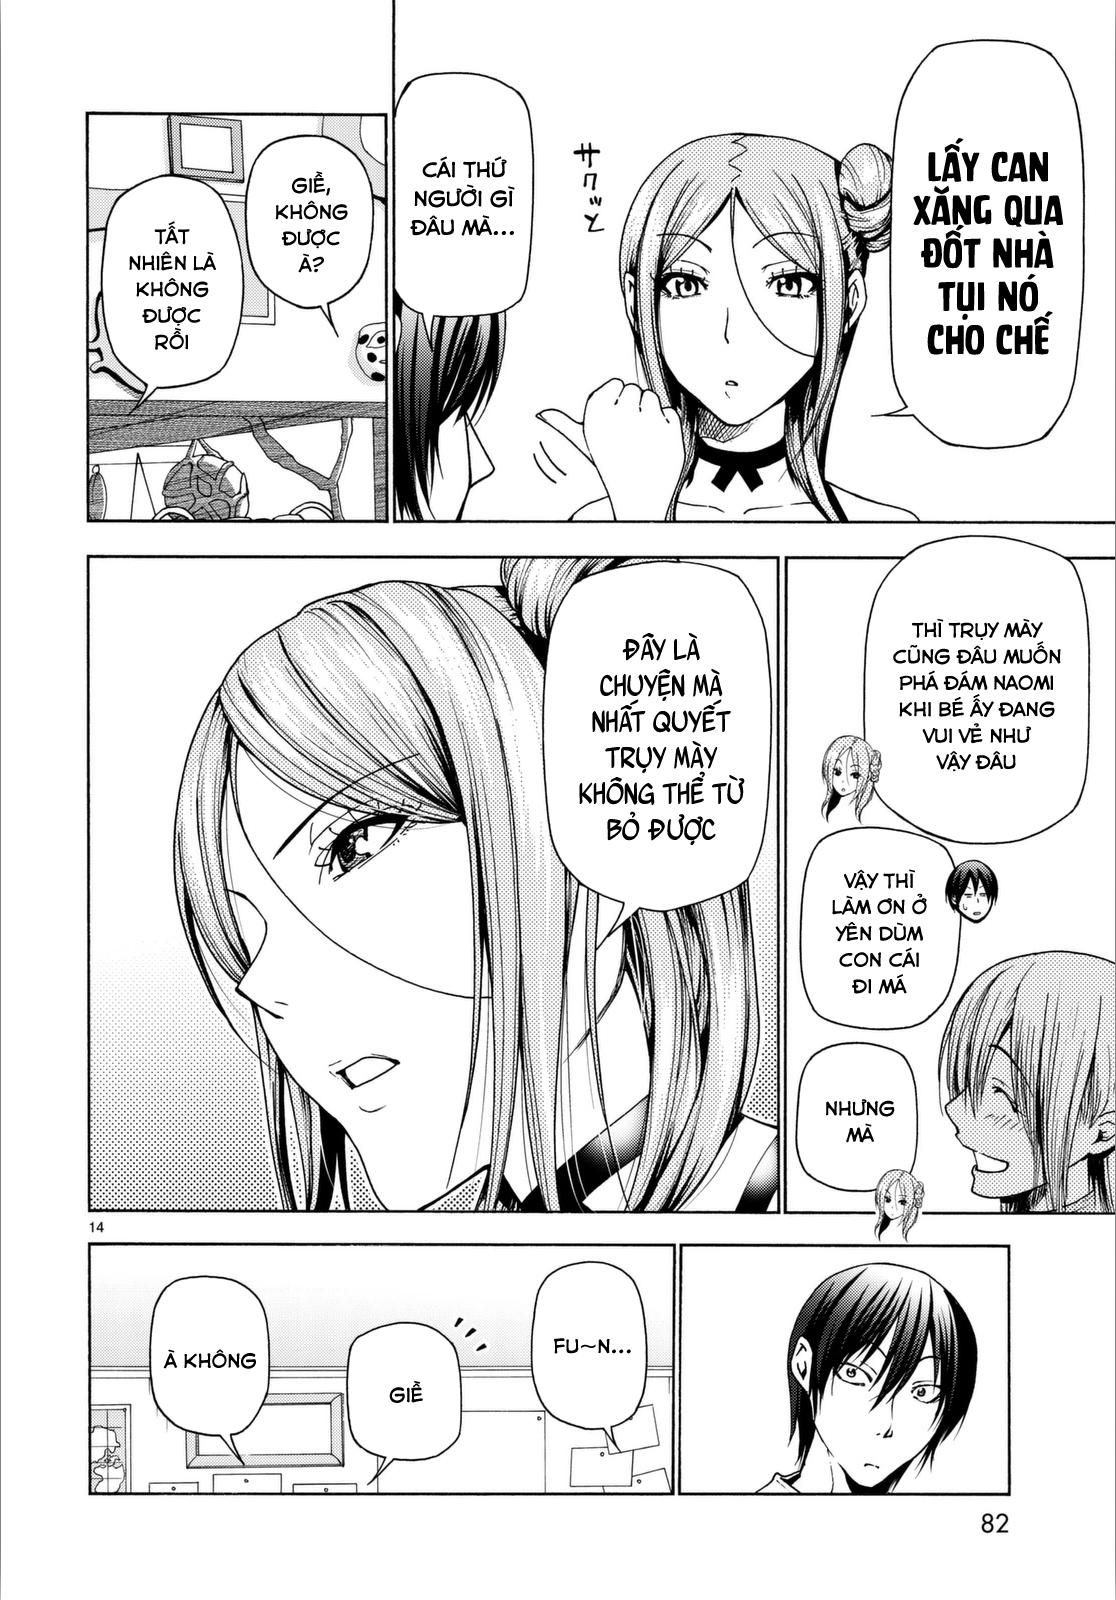 LẤY CAN
XĂNG QUA
ĐỐT NHÀ
TỤI NÓ
CHO CHẾ
サクッと
CÁI THỨ
NGƯỜI GÌ
ĐÂU MÀ...
GIỀ,
KHÔNG
ĐƯỢC
À?
TẤT
NHIÊN LÀ
KHÔNG
ĐƯỢC
RỒI
THÌ TRỤY MÀY
CŨNG ĐÂU MUỐN
PHÁ ĐÁM NAOMI
KHI BÉ ẤY ĐANG
VUI VẺ NHƯ
VẬY ĐÂU
VẬY THÌ
LÀM ƠN Ở
YÊN DÙM
CON CÁI
ĐI MÁ
NHƯNG
MÀ
ĐÂY LÀ
CHUYỆN MÀ
NHẤT QUYẾT
TRỤY MÀY
KHÔNG THỂ TỪ
BỎ ĐƯỢC
14
FU~N...
GIỀ
À KHÔNG
82